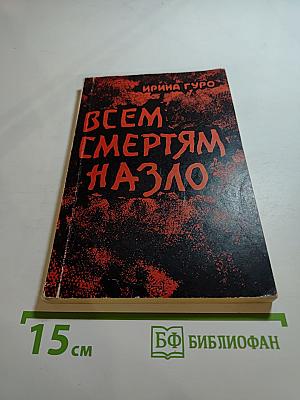 ИРИНА ГУРО
ВСЕМ
СМЕРТЯМ
НАЗЛО
15 см
БФ БИБЛИОФАН